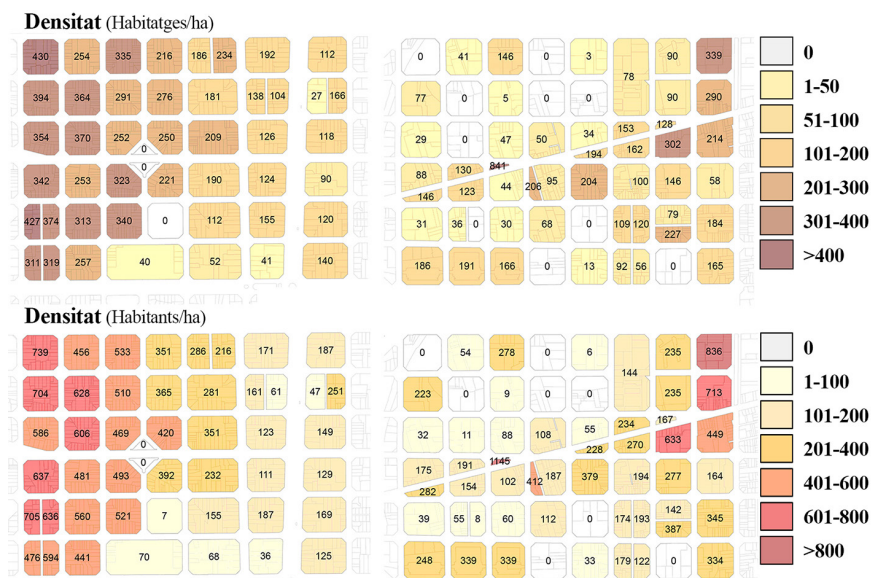 Densitat (Habitatges/ha)
430 254 335 216 186 234 192 112
394 364 291 276 181 138 104 27 166
354 370 252 250 209 126 118
0
0
342 253 323 221 190 124 90
427 374 313 340 0 112 155 120
311 319 257 40 52 41 140
0 41 146 0 3 78 90 339
77 0 5 0 0 90 290
29 0 47 50 34 153 128 302 214
194 162
88 130 841 206 95 204 100 146 58
146 123 44
31 36 0 30 68 0 109 120 79 184
227
186 191 166 0 13 92 56 0 165
0
1-50
51-100
101-200
201-300
301-400
>400
Densitat (Habitants/ha)
739 456 533 351 286 216 171 187
704 628 510 365 281 161 61 47 251
586 606 469 420 351 123 149
0
0
637 481 493 392 232 111 129
705 636 560 521 7 155 187 169
476 594 441 70 68 36 125
0 54 278 0 6 144 235 836
223 0 9 0 0 235 713
32 11 88 108 55 234 167 633 449
228 270
175 191 1145 412 187 379 194 277 164
282 154 102
39 55 8 60 112 0 174 193 142 345
387
248 339 339 0 33 179 122 0 334
0
1-100
101-200
201-400
401-600
601-800
>800